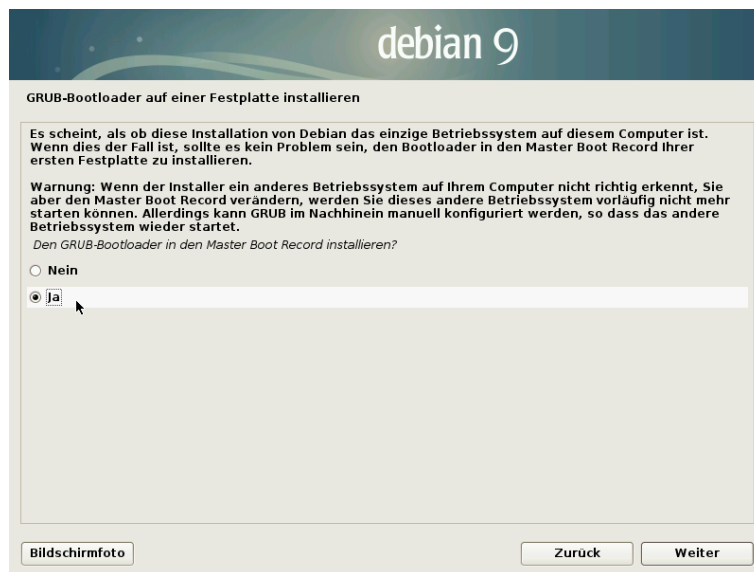 debian 9
GRUB-Bootloader auf einer Festplatte installieren
Es scheint, als ob diese Installation von Debian das einzige Betriebssystem auf diesem Computer ist.
Wenn dies der Fall ist, sollte es kein Problem sein, den Bootloader in den Master Boot Record Ihrer
ersten Festplatte zu installieren.
Warnung: Wenn der Installer ein anderes Betriebssystem auf Ihrem Computer nicht richtig erkennt, Sie
aber den Master Boot Record verändern, werden Sie dieses andere Betriebssystem vorläufig nicht mehr
starten können. Allerdings kann GRUB im Nachhinein manuell konfiguriert werden, so dass das andere
Betriebssystem wieder startet.
Den GRUB-Bootloader in den Master Boot Record installieren?
Nein
Ja
Bildschirmfoto
Zurück
Weiter